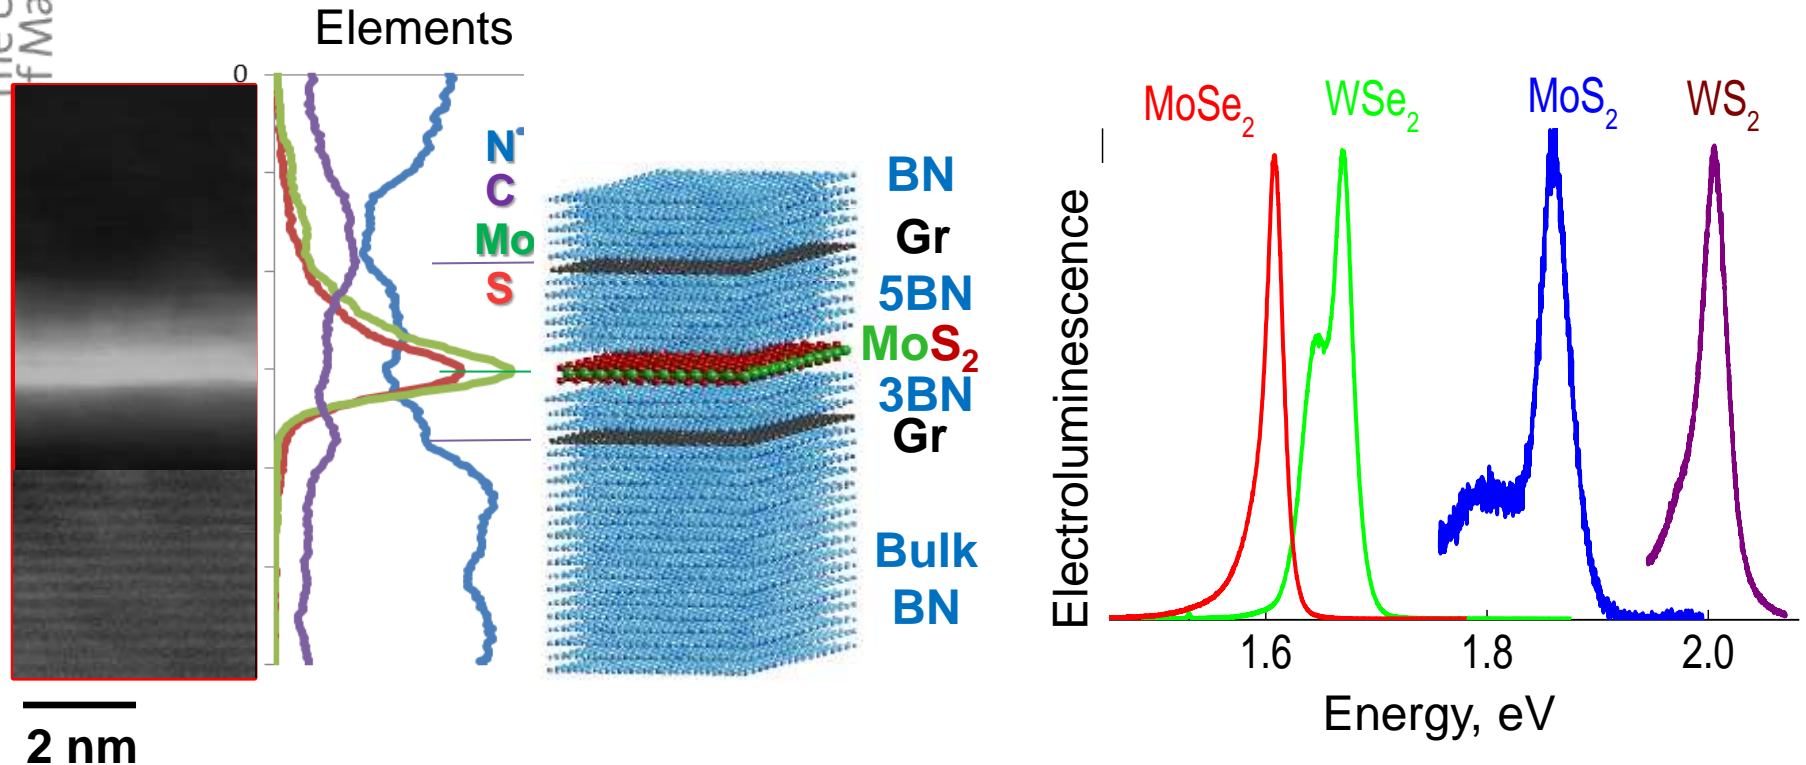 Elements
0
N
C
Mo
S
2 nm
BN
Gr
5BN
MoS2
3BN
Gr
Bulk
BN
MoSe2
WSe2
MoS2
WS2
Electroluminescence
1.6
1.8
2.0
Energy, eV